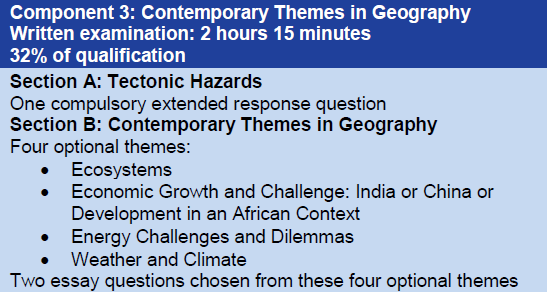 Component 3: Contemporary Themes in Geography
Written examination: 2 hours 15 minutes
32% of qualification
Section A: Tectonic Hazards
One compulsory extended response question
Section B: Contemporary Themes in Geography
Four optional themes:
• Ecosystems
• Economic Growth and Challenge: India or China or
Development in an African Context
• Energy Challenges and Dilemmas
• Weather and Climate
Two essay questions chosen from these four optional themes